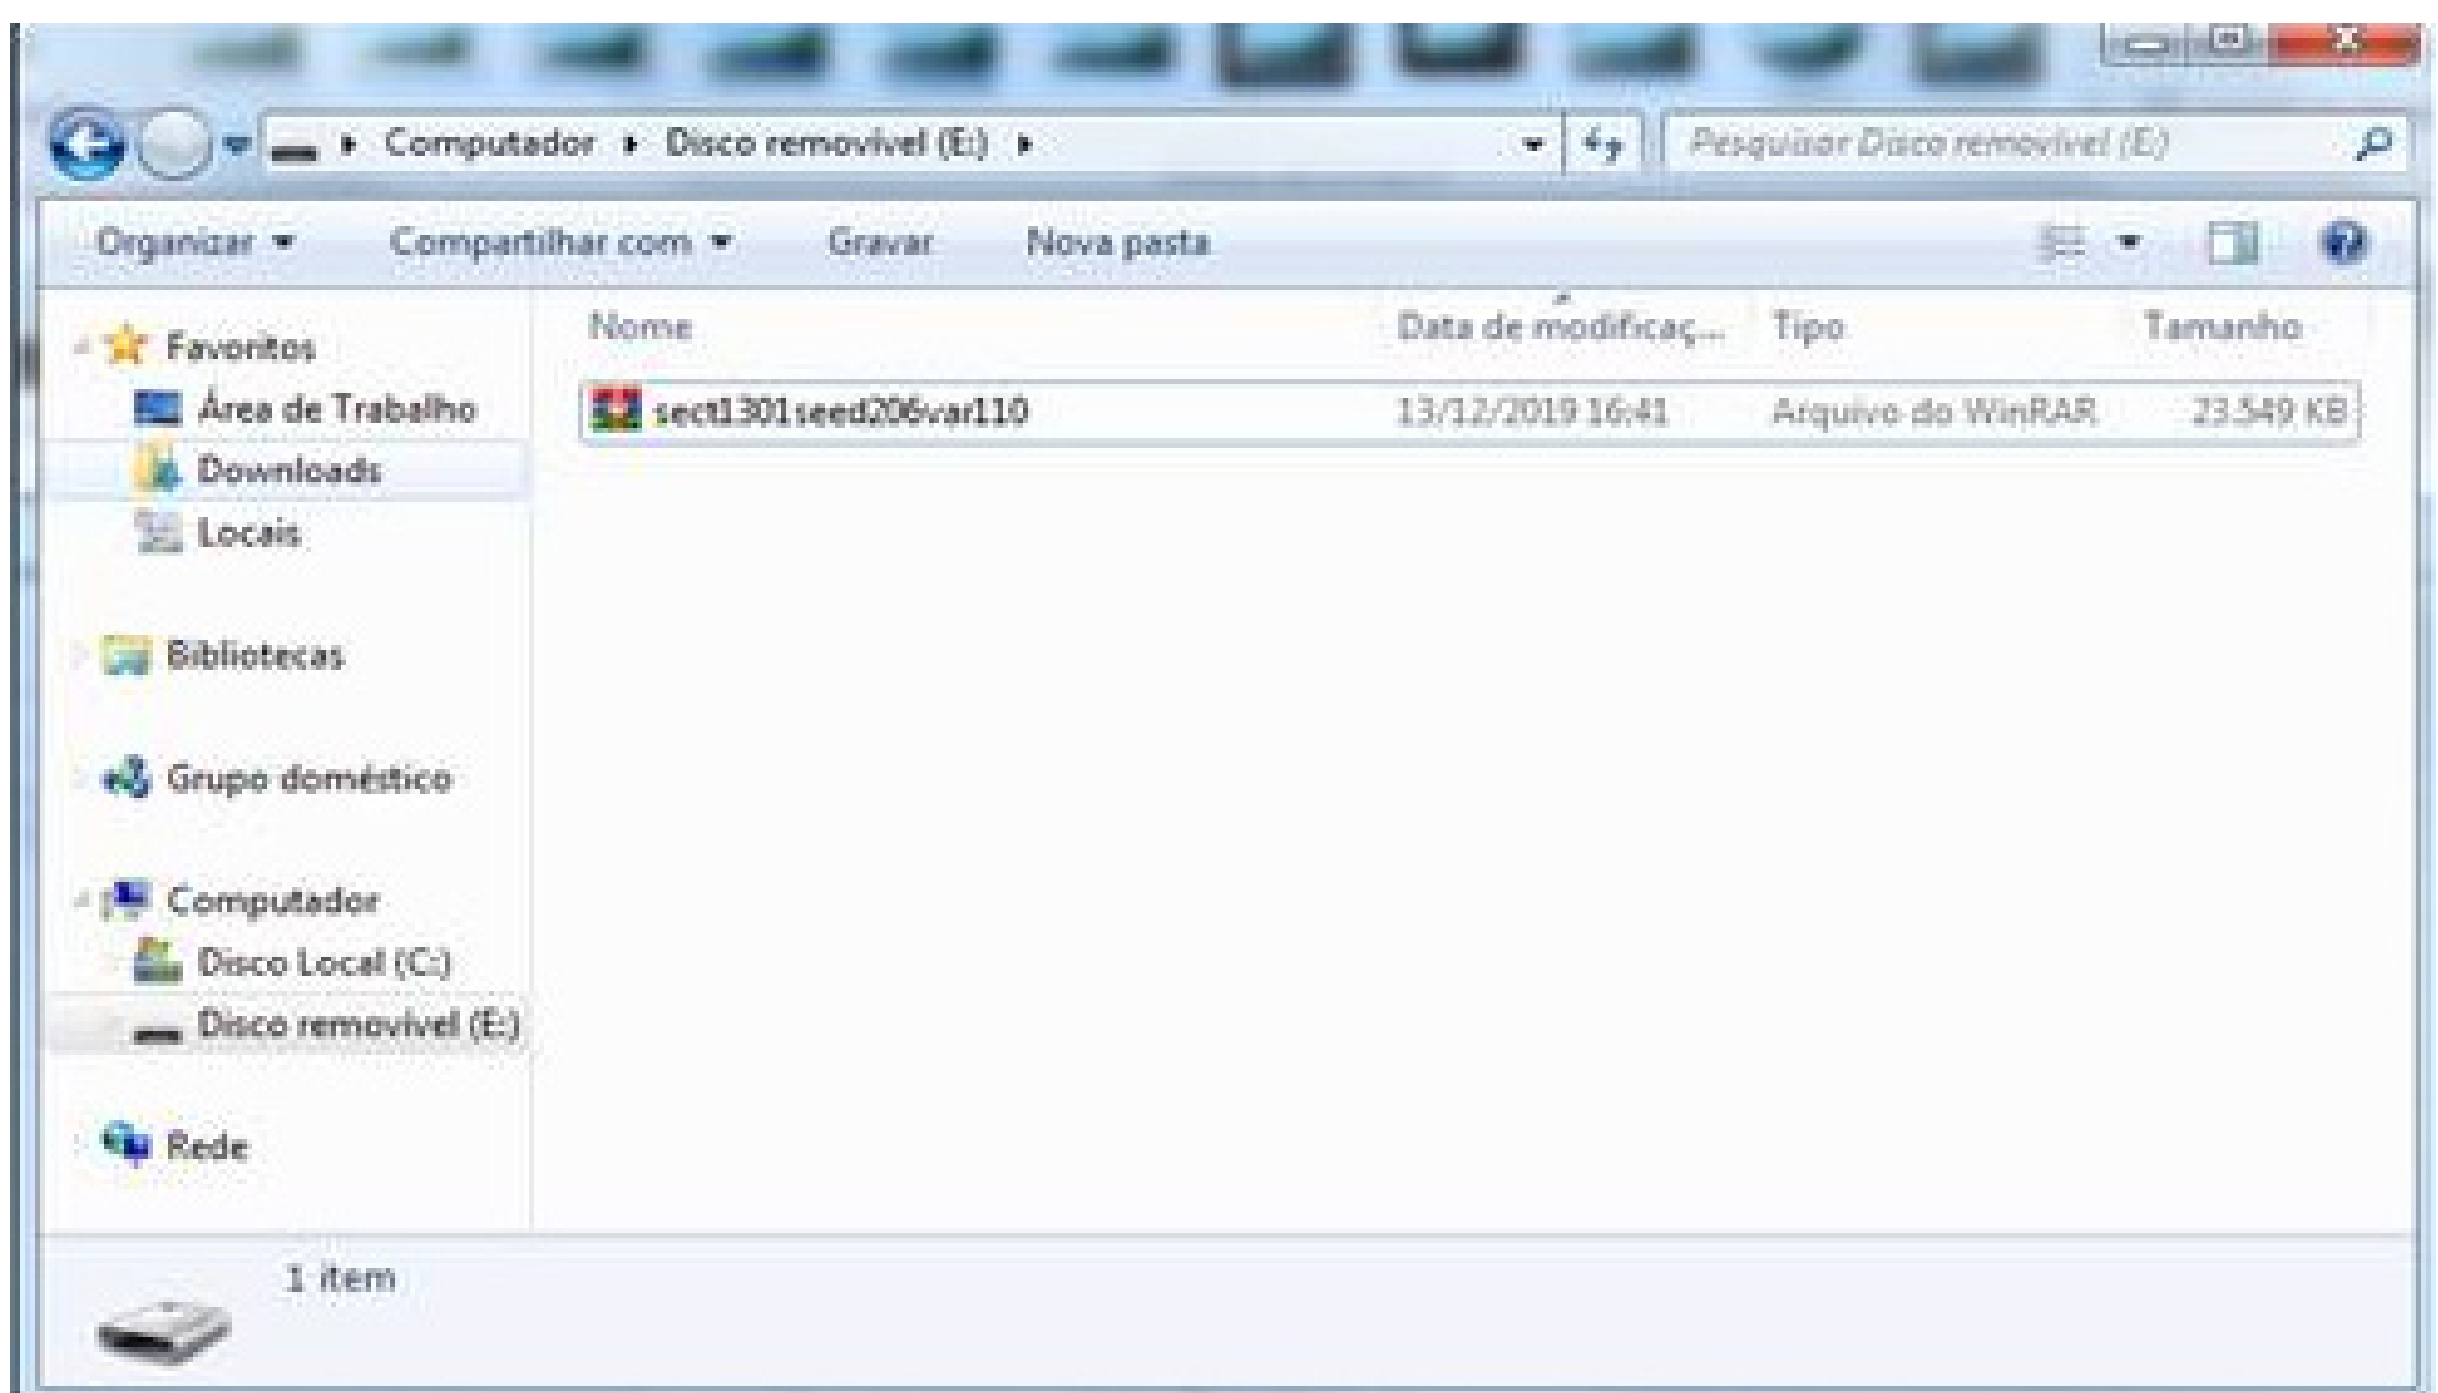 Computador
Disco removível (E:)
Pesquisar Disco removível (E:)
Organizar
Compartilhar com
Gravar
Nova pasta
Nome
Data de modificaç...
Tipo
Tamanho
sect1301seed206var110
13/12/2019 16:41
Arquivo do WinRAR
23.549 KB
Favoritos
Área de Trabalho
Downloads
Locais
Bibliotecas
Grupo doméstico
Computador
Disco Local (C:)
Disco removível (E:)
Rede
1 item